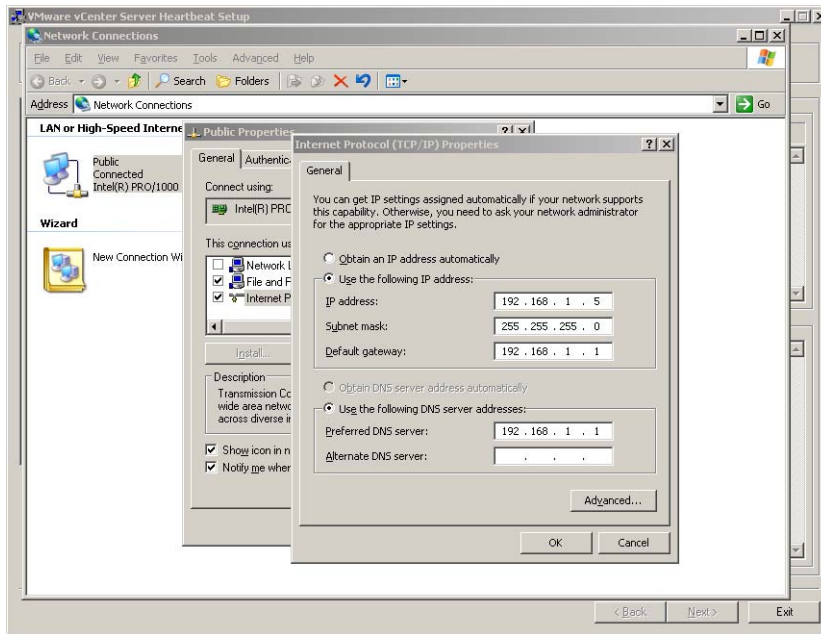 VMware vCenter Server Heartbeat Setup
Network Connections
File Edit View Favorites Tools Advanced Help
Back Search Folders
Address Network Connections Go
LAN or High-Speed Interne
Public
Connected
Intel(R) PRO/1000
Wizard
New Connection Wi
Public Properties
General Authentic
Connect using:
Intel(R) PRO
This connection us
Network L
File and P
Internet P
Install...
Description
Transmission Co
wide area netwo
across diverse in
Show icon in n
Notify me when
Internet Protocol (TCP/IP) Properties
General
You can get IP settings assigned automatically if your network supports
this capability. Otherwise, you need to ask your network administrator
for the appropriate IP settings.
Obtain an IP address automatically
Use the following IP address:
IP address: 192 . 168 . 1 . 5
Subnet mask: 255 . 255 . 255 . 0
Default gateway: 192 . 168 . 1 . 1
Obtain DNS server address automatically
Use the following DNS server addresses:
Preferred DNS server: 192 . 168 . 1 . 1
Alternate DNS server: . . .
Advanced...
OK Cancel
< Back Next > Exit